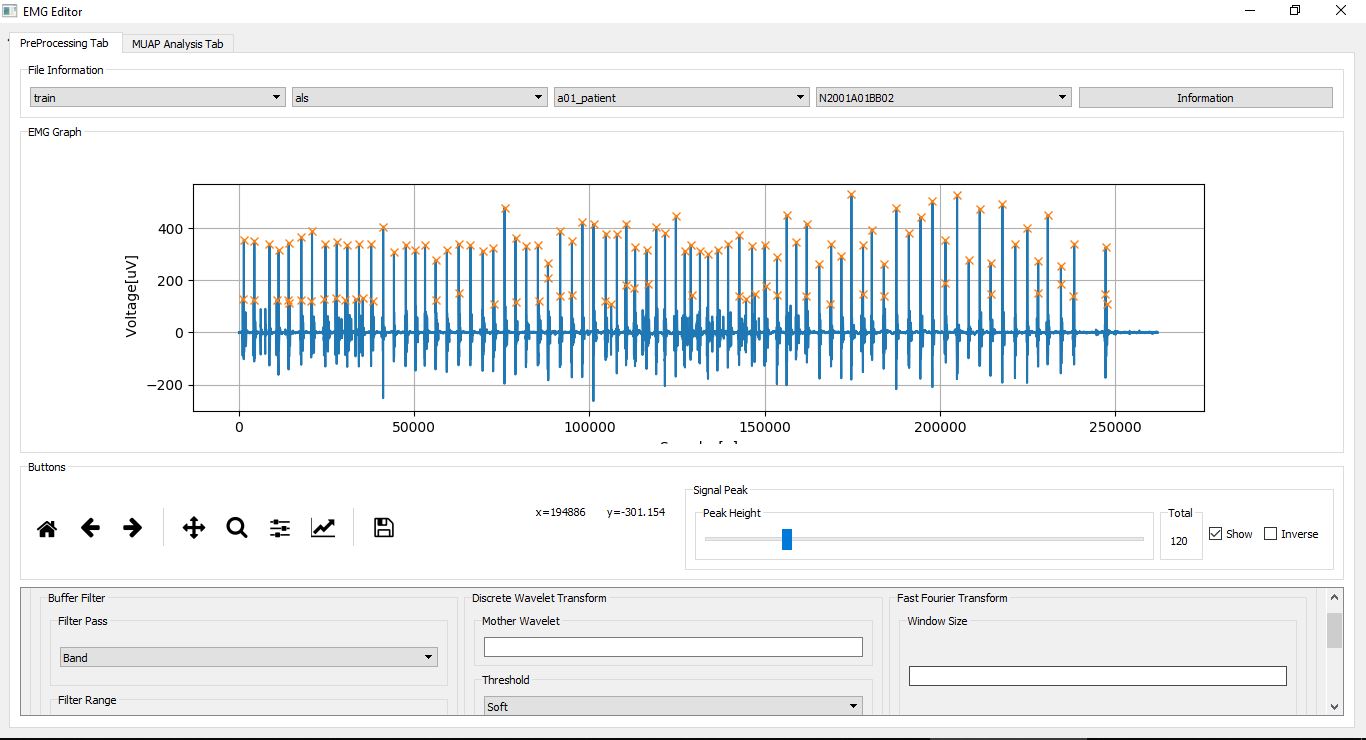 EMG Editor
PreProcessing Tab MUAP Analysis Tab
File Information
train als a01_patient N2001A01BB02 Information
EMG Graph
Voltage[uV]
400
200
0
−200
0 50000 100000 150000 200000 250000
Buttons
x=194886 y=-301.154
Signal Peak
Peak Height
Total
120
Show Inverse
Buffer Filter Discrete Wavelet Transform Fast Fourier Transform
Filter Pass Mother Wavelet Window Size
Band
Threshold
Filter Range
Soft